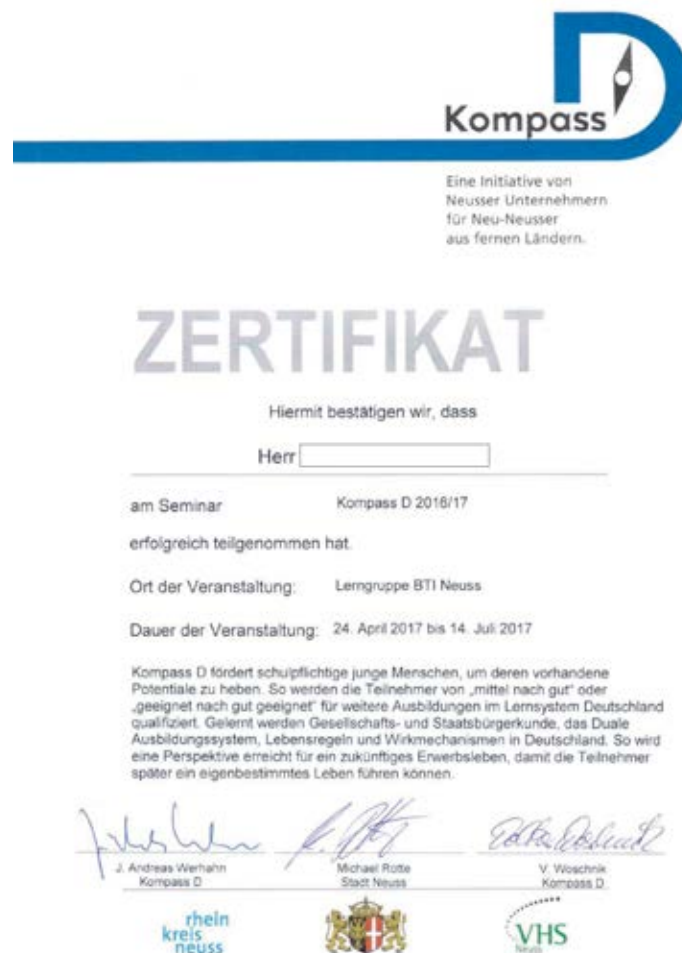 Kompass
D
Eine Initiative von
Neusser Unternehmern
für Neu-Neusser
aus fernen Ländern.
ZERTIFIKAT
Hiermit bestätigen wir, dass
Herr
am Seminar Kompass D 2016/17
erfolgreich teilgenommen hat.
Ort der Veranstaltung: Lerngruppe BTI Neuss
Dauer der Veranstaltung: 24. April 2017 bis 14. Juli 2017
Kompass D fördert schulpflichtige junge Menschen, um deren vorhandene
Potentiale zu heben. So werden die Teilnehmer von „mittel nach gut" oder
„geeignet nach gut geeignet" für weitere Ausbildungen im Lernsystem Deutschland
qualifiziert. Gelernt werden Gesellschafts- und Staatsbürgerkunde, das Duale
Ausbildungssystem, Lebensregeln und Wirkmechanismen in Deutschland. So wird
eine Perspektive erreicht für ein zukünftiges Erwerbsleben, damit die Teilnehmer
später ein eigenbestimmtes Leben führen können.
J. Andreas Werhahn Michael Rotte V. Woschnik
Kompass D Stadt Neuss Kompass D
rhein
kreis
neuss
VHS
Neuss